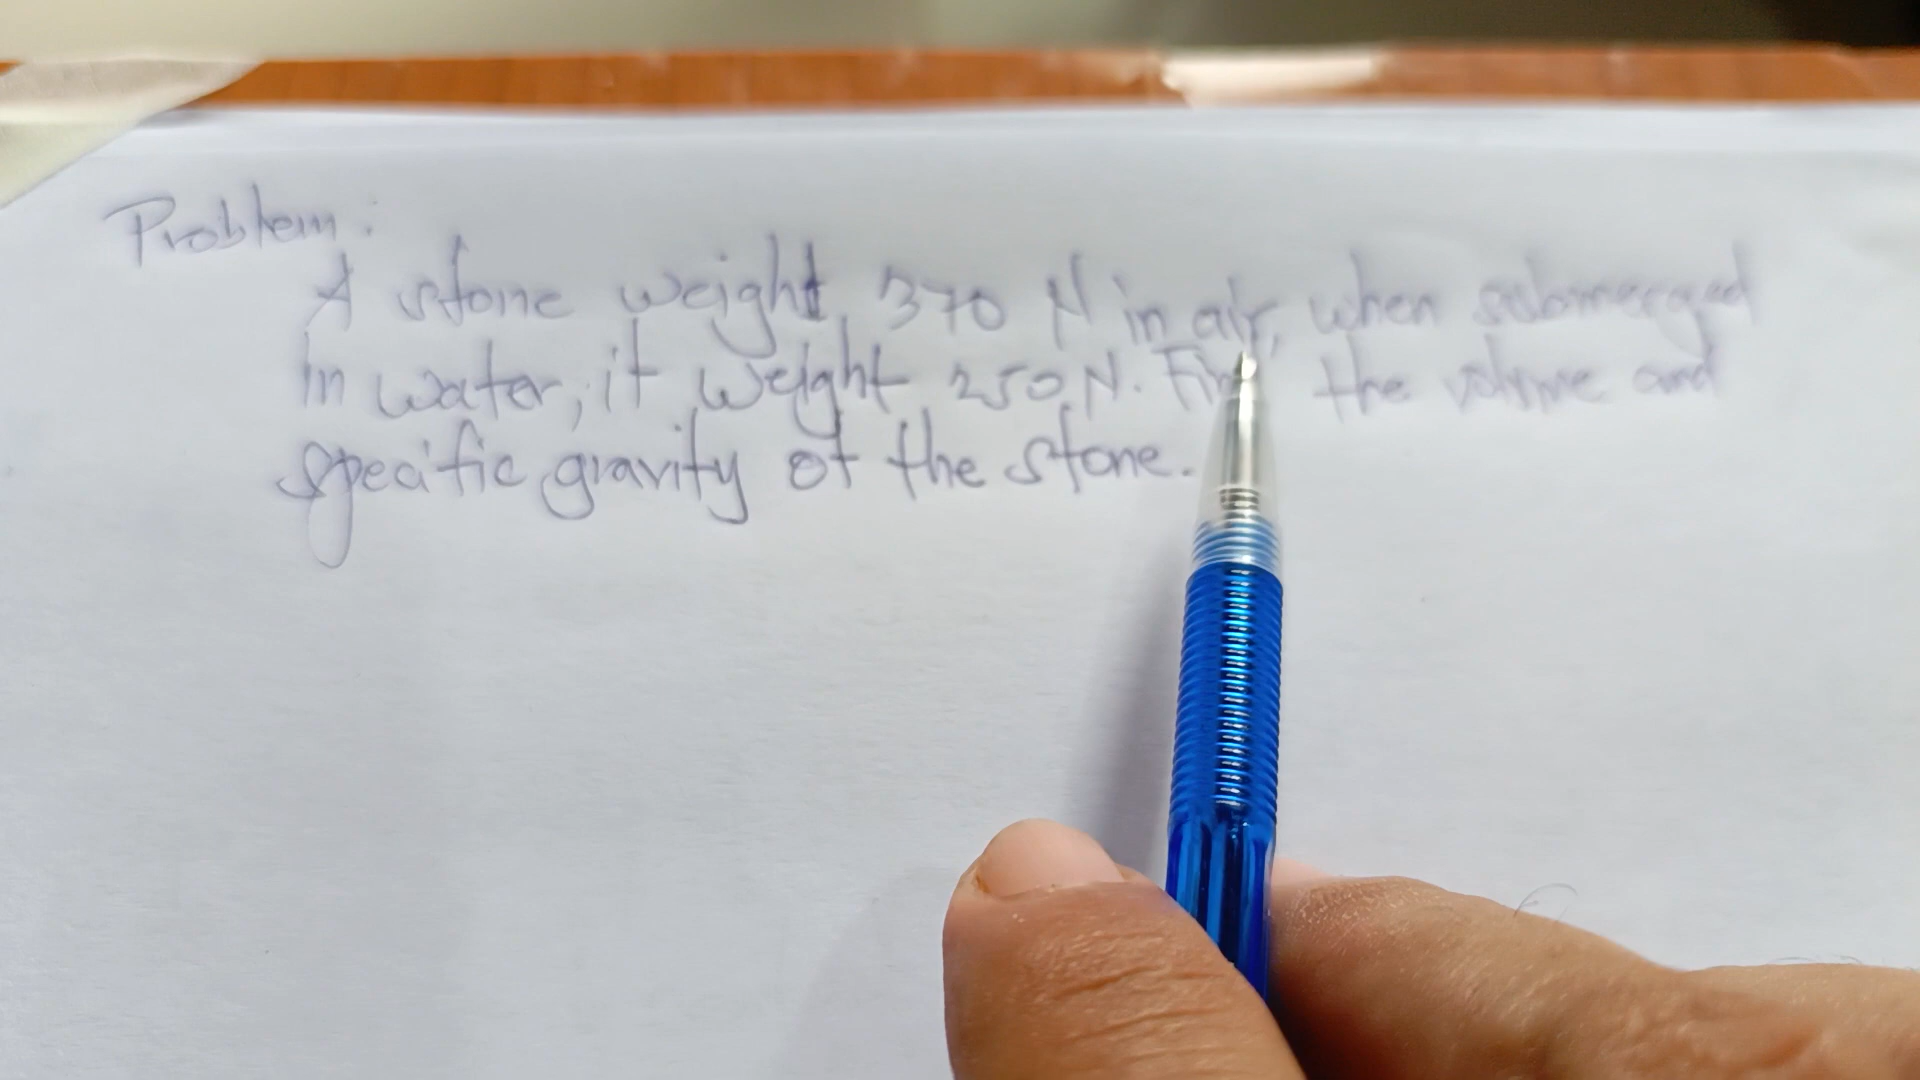 Problem:
A stone weight 370 N in air, when submerged
in water, it weight 250 N. Find the volume and
specific gravity of the stone.